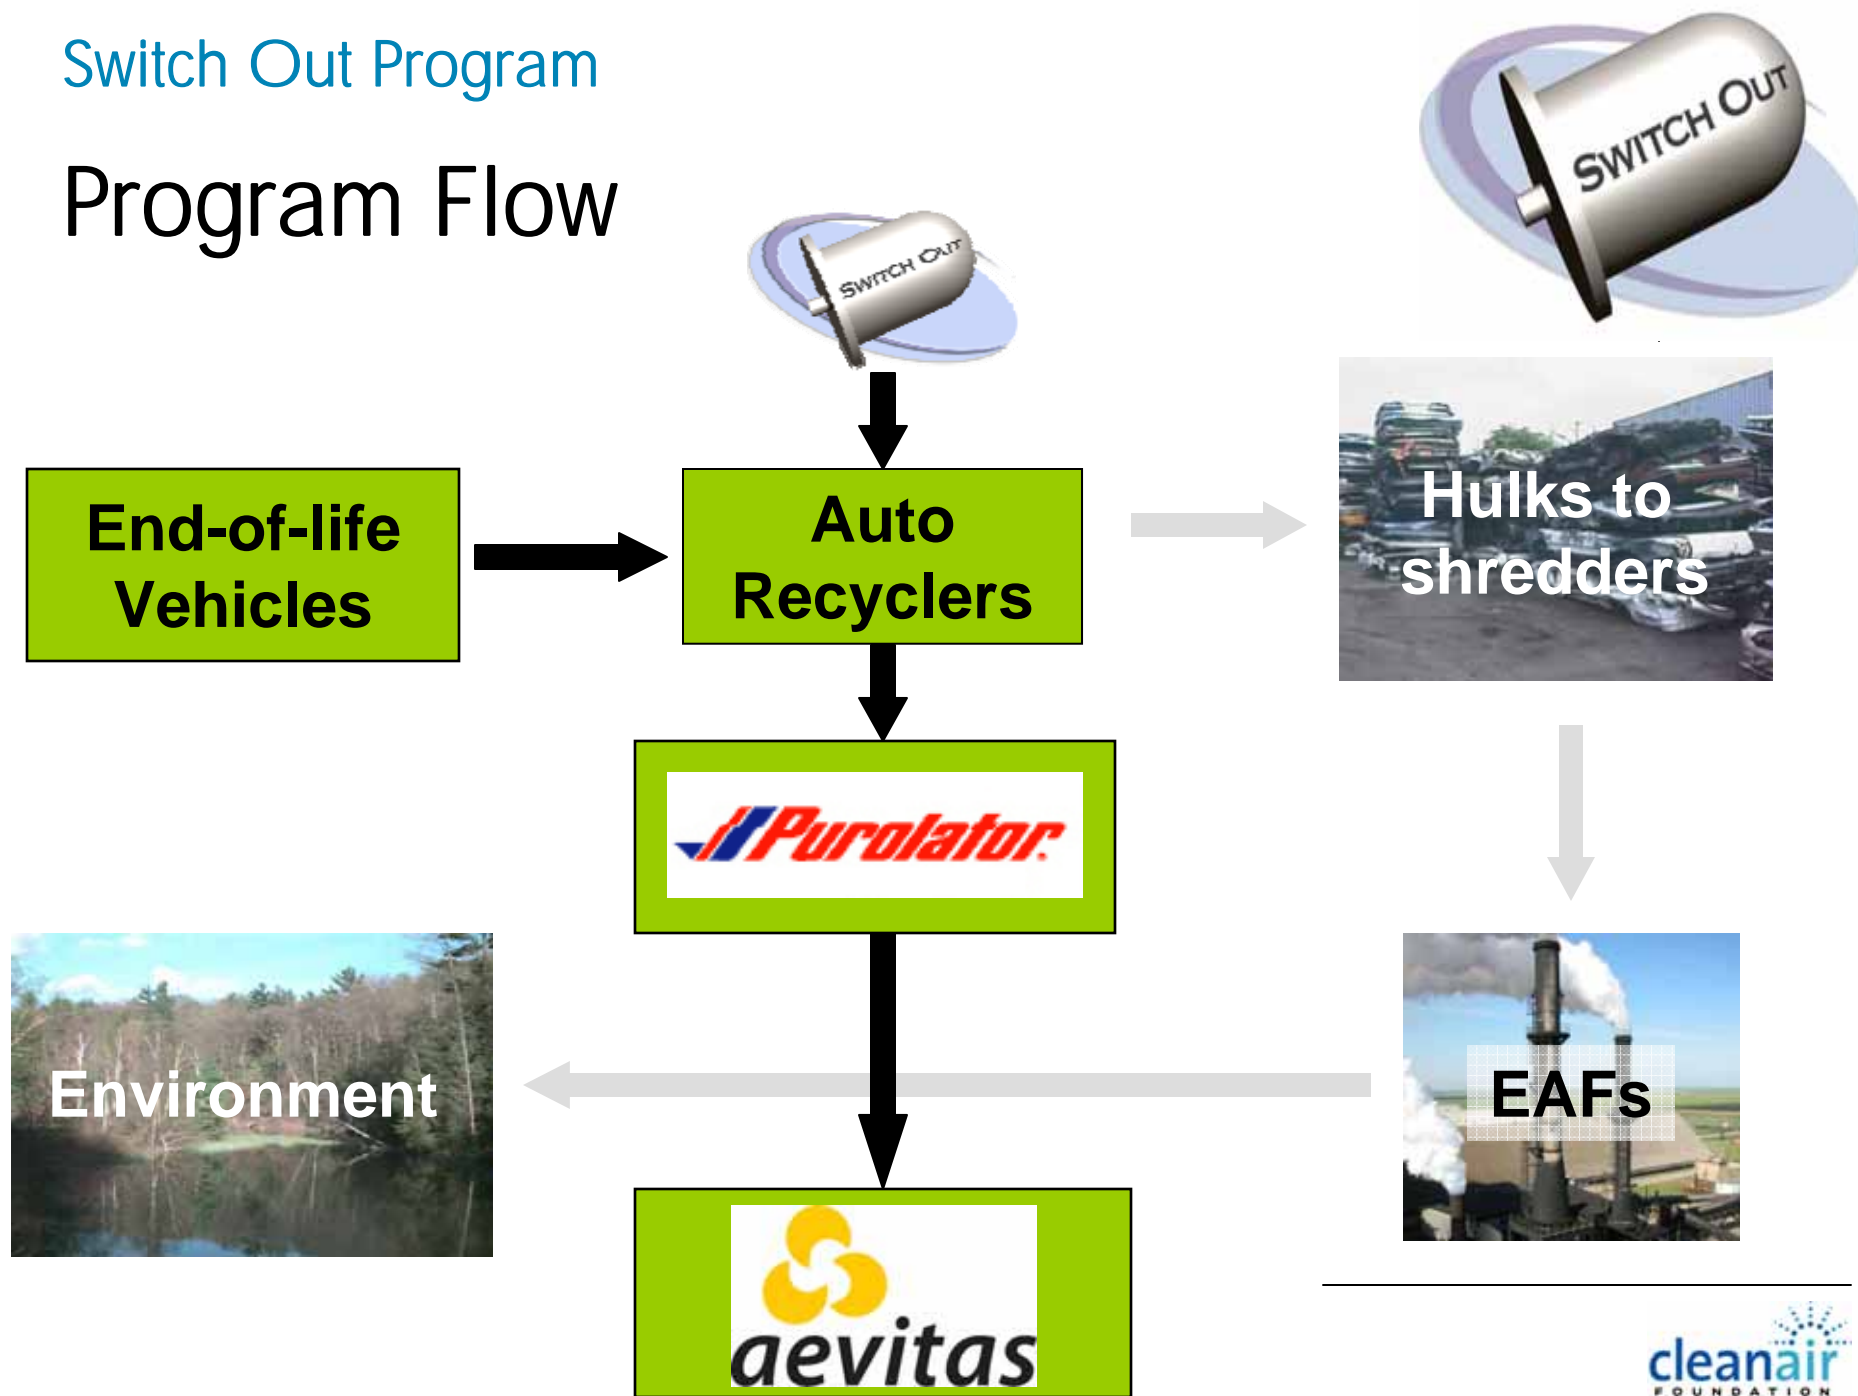 Switch Out Program
Program Flow
SWITCH OUT
SWITCH OUT
End-of-life
Vehicles
Auto
Recyclers
Hulks to
shredders
Purolator
Environment
EAFs
aevitas
cleanair
FOUNDATION